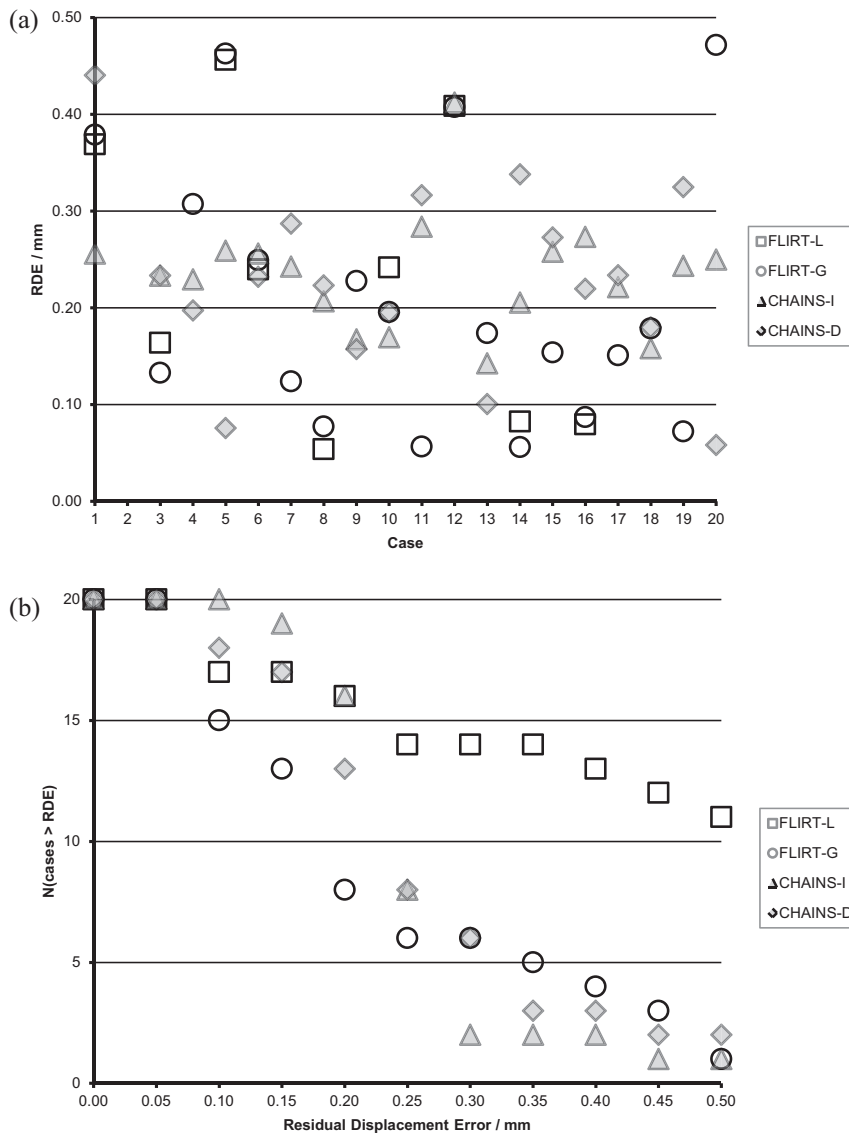 (a)
0.50
0.40
0.30
0.20
0.10
0.00
RDE / mm
1 2 3 4 5 6 7 8 9 10 11 12 13 14 15 16 17 18 19 20
Case
FLIRT-L
FLIRT-G
CHAINS-I
CHAINS-D
(b)
20
15
10
5
0
N(cases > RDE)
0.00 0.05 0.10 0.15 0.20 0.25 0.30 0.35 0.40 0.45 0.50
Residual Displacement Error / mm
FLIRT-L
FLIRT-G
CHAINS-I
CHAINS-D